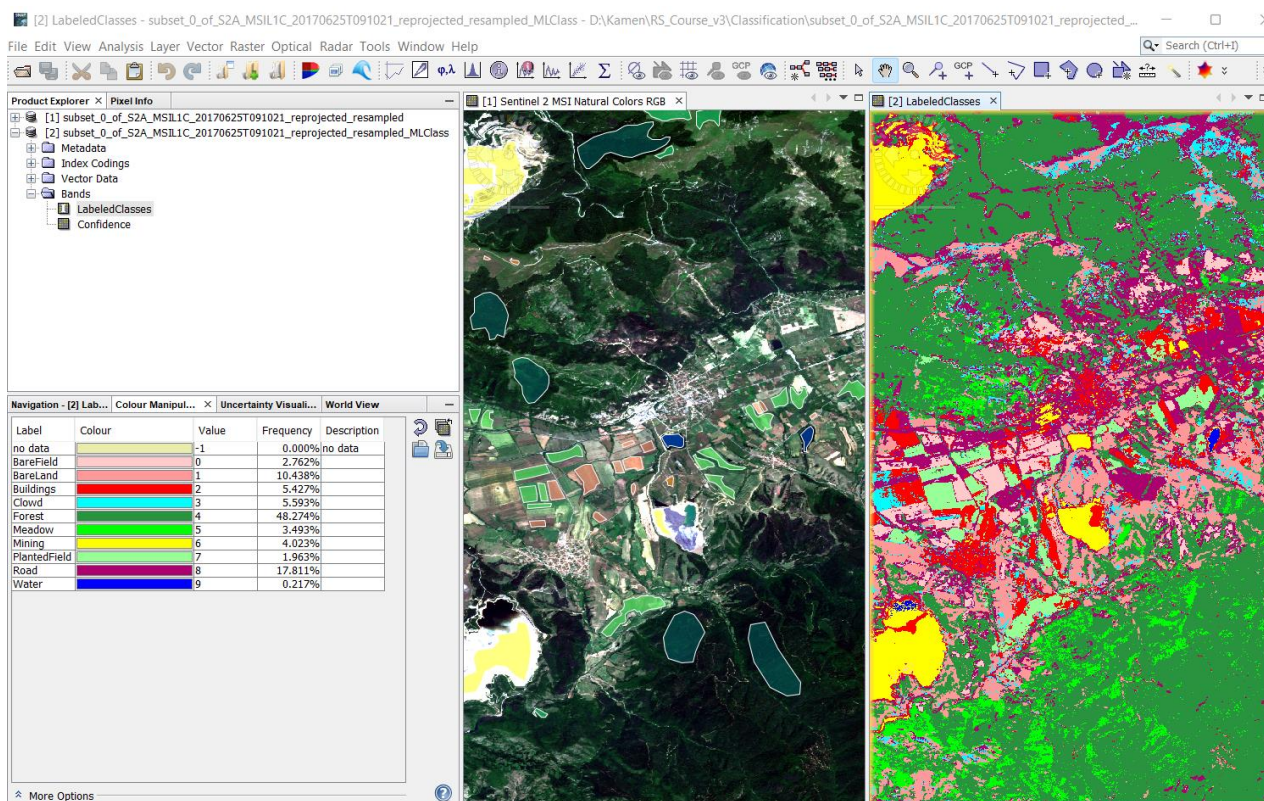 [2] LabeledClasses - subset_0_of_S2A_MSIL1C_20170625T091021_reprojected_resampled_MLClass - D:\Kamen\RS_Course_v3\Classification\subset_0_of_S2A_MSIL1C_20170625T091021_reprojected_...
File Edit View Analysis Layer Vector Raster Optical Radar Tools Window Help
Search (Ctrl+I)
φ,λ Σ GCP GCP
Product Explorer × Pixel Info
[1] subset_0_of_S2A_MSIL1C_20170625T091021_reprojected_resampled
[2] subset_0_of_S2A_MSIL1C_20170625T091021_reprojected_resampled_MLClass
Metadata
Index Codings
Vector Data
Bands
LabeledClasses
Confidence
Navigation - [2] Lab... Colour Manipul... × Uncertainty Visuali... World View
Label Colour Value Frequency Description
no data -1 0.000% no data
BareField 0 2.762%
BareLand 1 10.438%
Buildings 2 5.427%
Clowd 3 5.593%
Forest 4 48.274%
Meadow 5 3.493%
Mining 6 4.023%
PlantedField 7 1.963%
Road 8 17.811%
Water 9 0.217%
More Options
[1] Sentinel 2 MSI Natural Colors RGB ×
[2] LabeledClasses ×